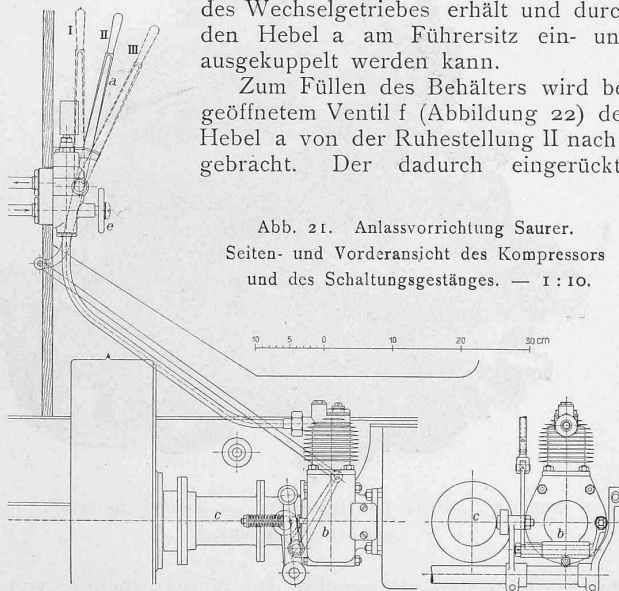 des Wechselgetriebes erhält und durc
den Hebel a am Führersitz ein- un
ausgekuppelt werden kann.
Zum Füllen des Behälters wird be
geöffnetem Ventil f (Abbildung 22) de
Hebel a von der Ruhestellung II nach
gebracht. Der dadurch eingerückt
Abb. 21. Anlassvorrichtung Saurer.
Seiten- und Vorderansicht des Kompressors
und des Schaltungsgestänges. — 1 : 10.
I
II
III
a
e
10 5 0 10 20 30 cm
c
b
c
b